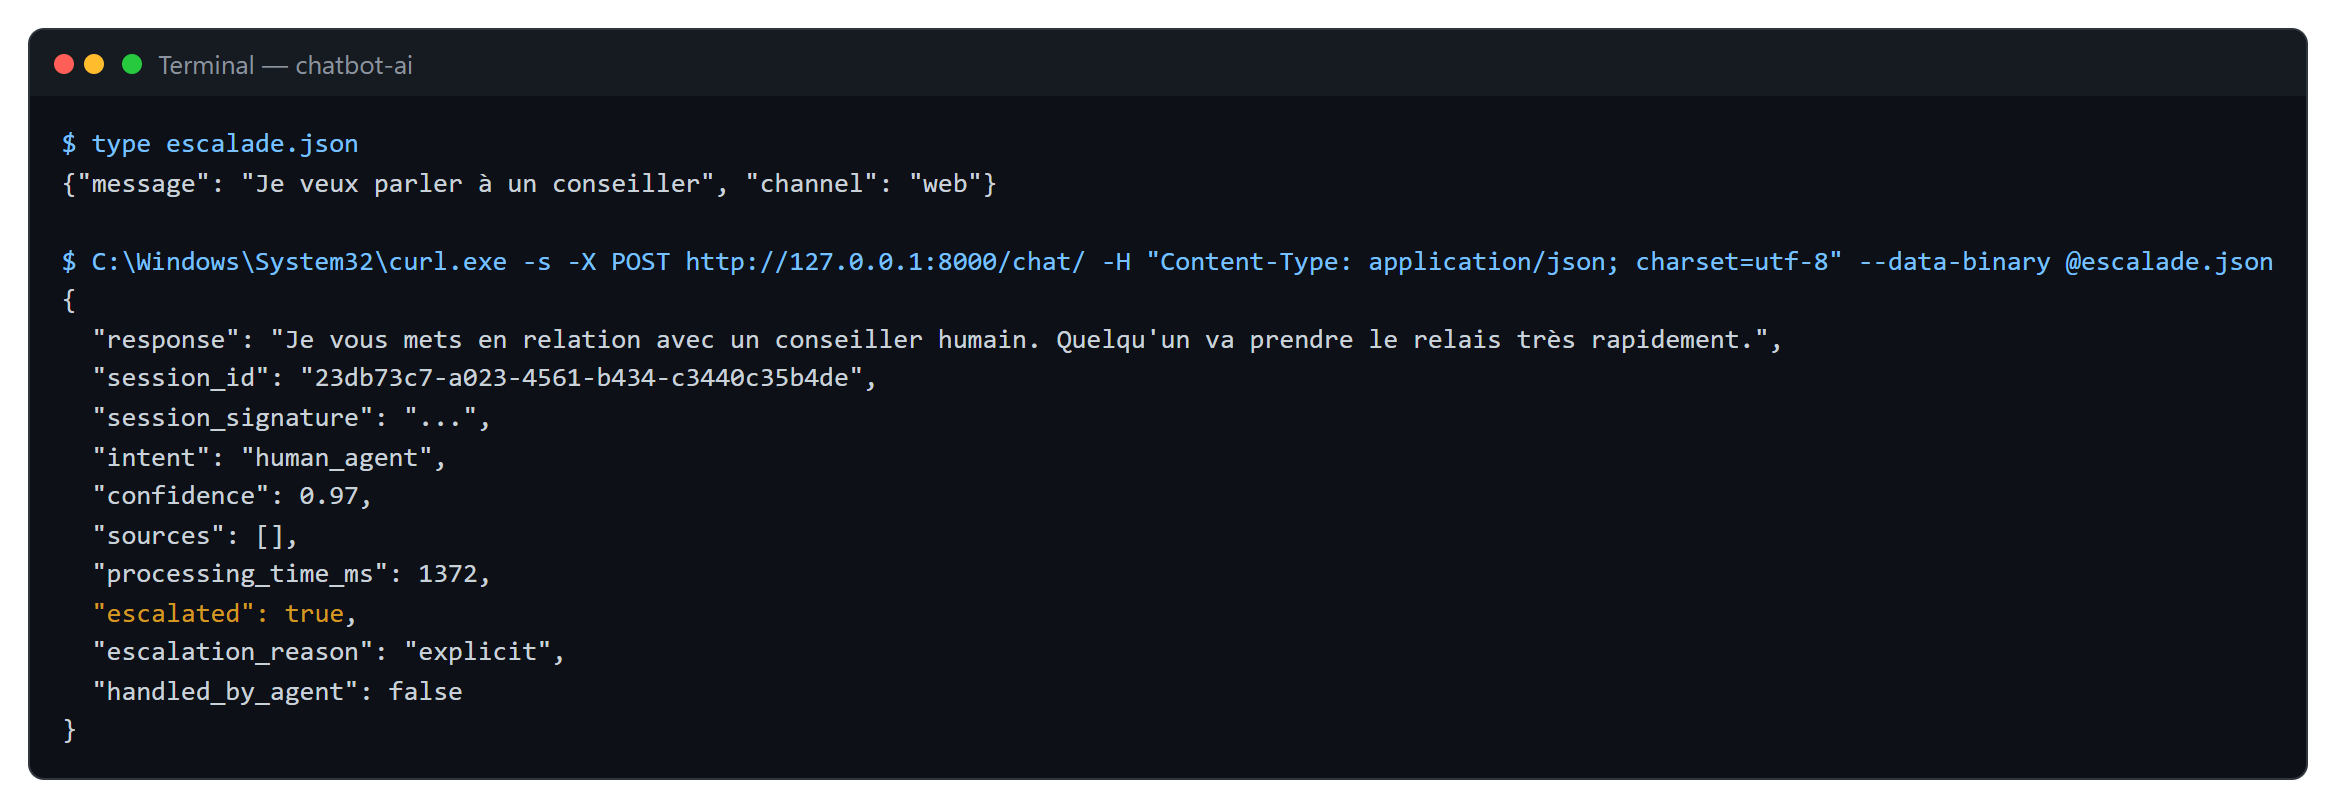 Terminal — chatbot-ai
$ type escalade.json
{"message": "Je veux parler à un conseiller", "channel": "web"}
$ C:\Windows\System32\curl.exe -s -X POST http://127.0.0.1:8000/chat/ -H "Content-Type: application/json; charset=utf-8" --data-binary @escalade.json
{
  "response": "Je vous mets en relation avec un conseiller humain. Quelqu'un va prendre le relais très rapidement.",
  "session_id": "23db73c7-a023-4561-b434-c3440c35b4de",
  "session_signature": "...",
  "intent": "human_agent",
  "confidence": 0.97,
  "sources": [],
  "processing_time_ms": 1372,
  "escalated": true,
  "escalation_reason": "explicit",
  "handled_by_agent": false
}